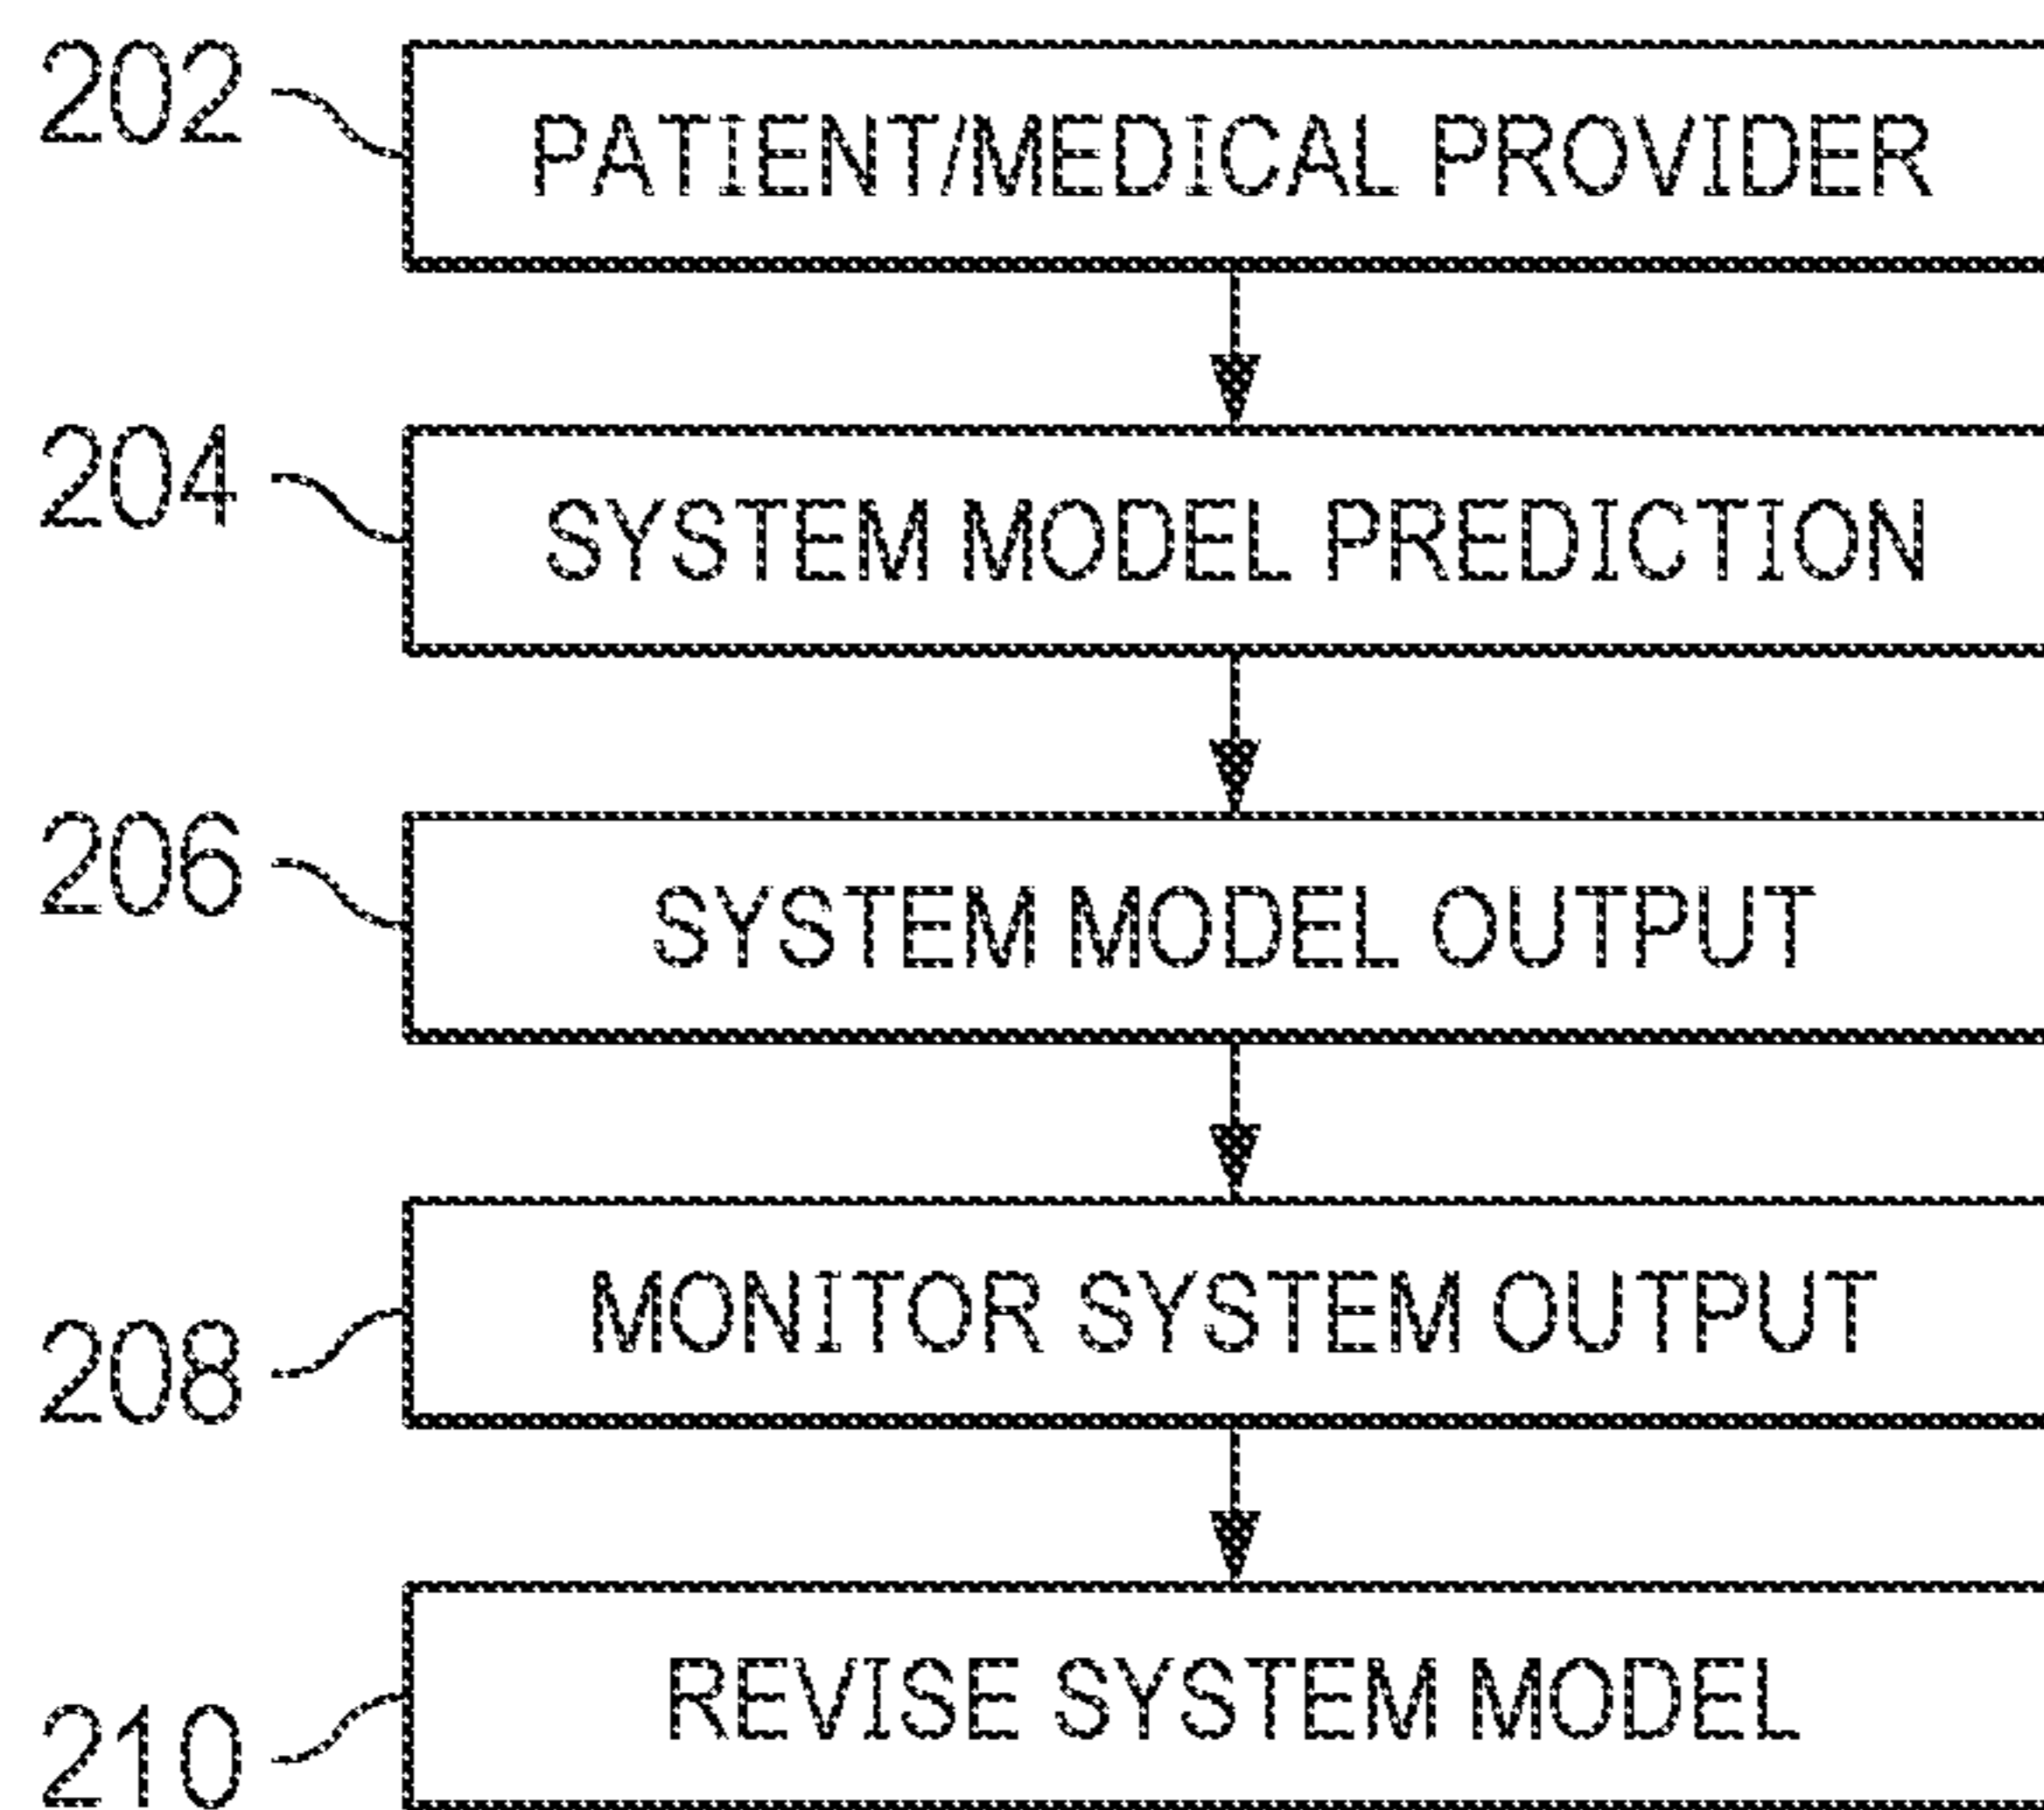 202 PATIENT/MEDICAL PROVIDER
204 SYSTEM MODEL PREDICTION
206 SYSTEM MODEL OUTPUT
208 MONITOR SYSTEM OUTPUT
210 REVISE SYSTEM MODEL